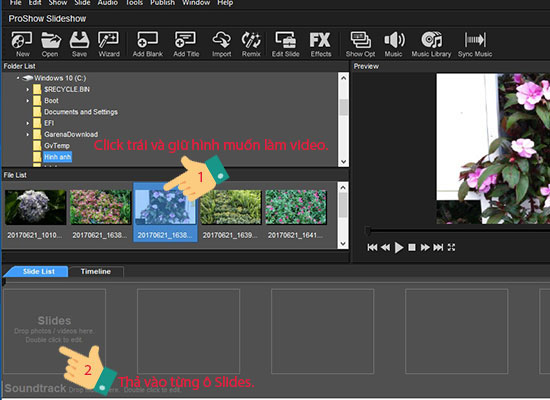 File Edit Show Slide Audio Tools Publish Window Help
ProShow Slideshow
New Open Save Wizard Add Blank Add Title Import Remix Edit Slide Effects Show Opt Music Music Library Sync Music
FX
Folder List
Preview
Windows 10 (C:)
$RECYCLE.BIN
Boot
Documents and Settings
EFI
GarenaDownload
GvTemp
Hinh anh
Click trái và giữ hình muốn làm video.
1
File List
20170621_1010... 20170621_1638... 20170621_1638... 20170621_1639... 20170621_1641...
Slide List Timeline
Slides
Drop photos / videos here.
Double click to edit.
2
Thả vào từng ô Slides.
Soundtrack Drop music here. Double click to edit.